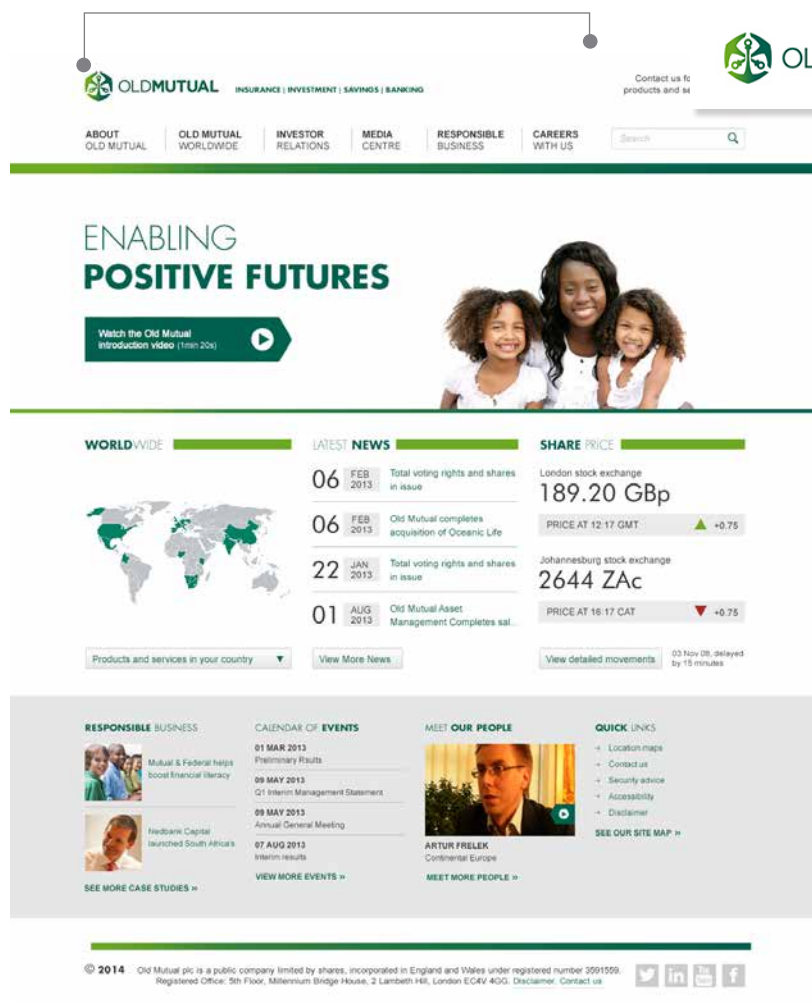 OLDMUTUAL
INSURANCE | INVESTMENT | SAVINGS | BANKING
Contact us fo
products and se
OL
ABOUT
OLD MUTUAL
OLD MUTUAL
WORLDWIDE
INVESTOR
RELATIONS
MEDIA
CENTRE
RESPONSIBLE
BUSINESS
CAREERS
WITH US
Search
ENABLING
POSITIVE FUTURES
Watch the Old Mutual
introduction video (1min 20s)
WORLDWIDE
Products and services in your country
LATEST NEWS
06 FEB 2013 Total voting rights and shares
in issue
06 FEB 2013 Old Mutual completes
acquisition of Oceanic Life
22 JAN 2013 Total voting rights and shares
in issue
01 AUG 2013 Old Mutual Asset
Management Completes sal...
View More News
SHARE PRICE
London stock exchange
189.20 GBp
PRICE AT 12:17 GMT +0.75
Johannesburg stock exchange
2644 ZAc
PRICE AT 16:17 CAT +0.75
View detailed movements
03 Nov 08, delayed
by 15 minutes
RESPONSIBLE BUSINESS
Mutual & Federal helps
boost financial literacy
Nedbank Capital
launched South Africa's
SEE MORE CASE STUDIES »
CALENDAR OF EVENTS
01 MAR 2013
Preliminary Rsults
09 MAY 2013
Q1 Interim Management Statement
09 MAY 2013
Annual General Meeting
07 AUG 2013
Interim results
VIEW MORE EVENTS »
MEET OUR PEOPLE
ARTUR FRELEK
Continental Europe
MEET MORE PEOPLE »
QUICK LINKS
Location maps
Contact us
Security advice
Accessibility
Disclaimer
SEE OUR SITE MAP »
© 2014 Old Mutual plc is a public company limited by shares, incorporated in England and Wales under registered number 3591559.
Registered Office: 5th Floor, Millennium Bridge House, 2 Lambeth Hill, London EC4V 4GG. Disclaimer. Contact us
in
You
Tube
f